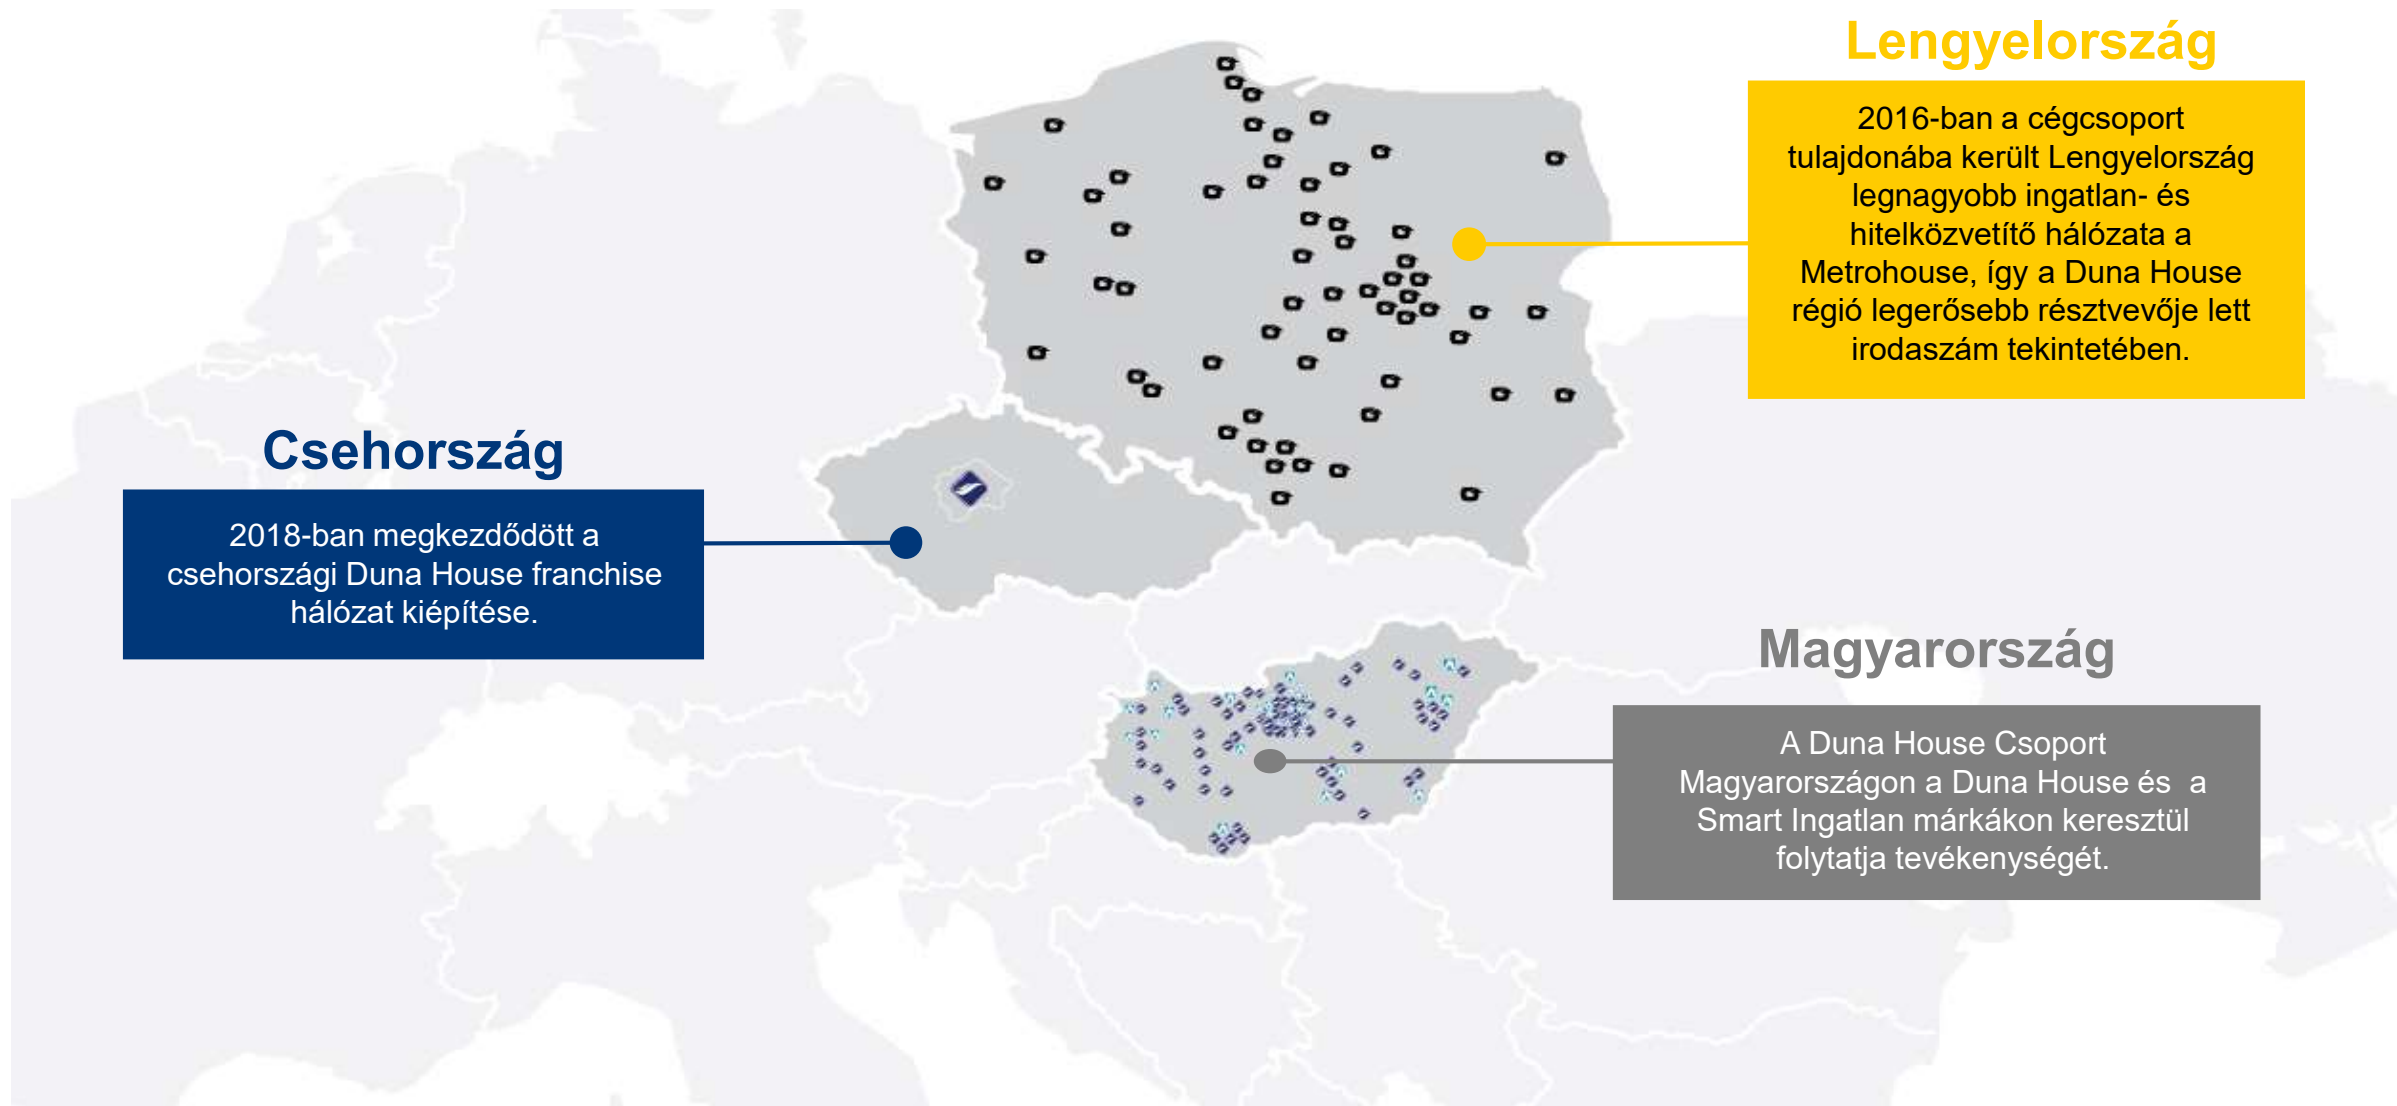 Lengyelország
2016-ban a cégcsoport
tulajdonába került Lengyelország
legnagyobb ingatlan- és
hitelközvetítő hálózata a
Metrohouse, így a Duna House
régió legerősebb résztvevője lett
irodaszám tekintetében.
Csehország
2018-ban megkezdődött a
csehországi Duna House franchise
hálózat kiépítése.
Magyarország
A Duna House Csoport
Magyarországon a Duna House és a
Smart Ingatlan márkákon keresztül
folytatja tevékenységét.